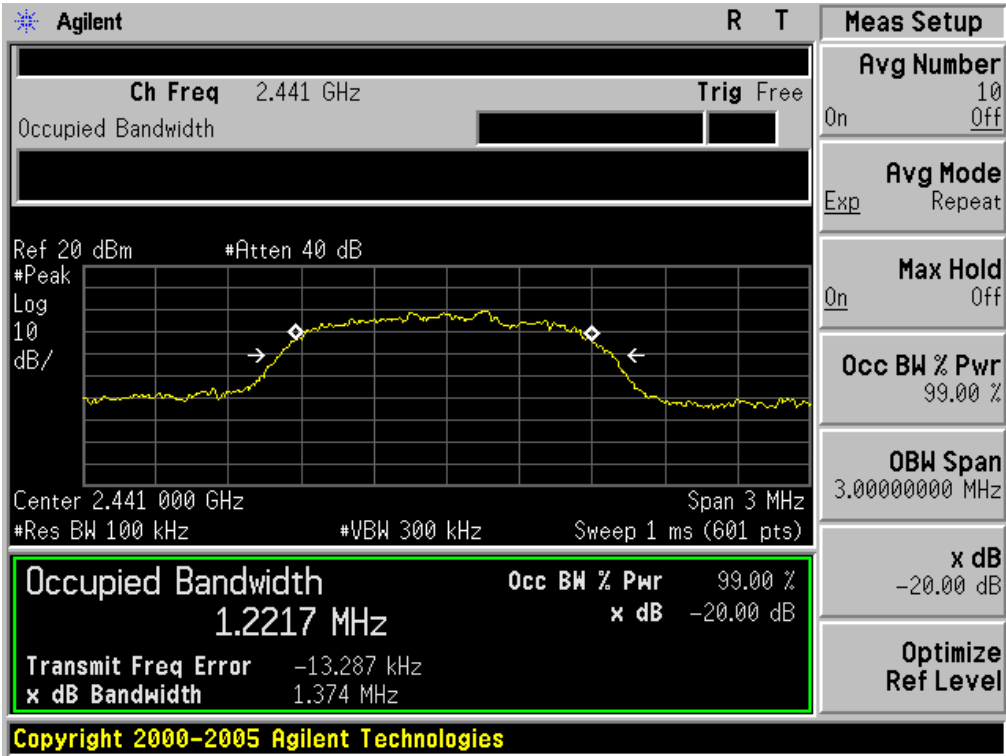 Agilent R T
Ch Freq 2.441 GHz Trig Free
Occupied Bandwidth
Ref 20 dBm #Atten 40 dB
#Peak
Log
10
dB/
Center 2.441 000 GHz Span 3 MHz
#Res BW 100 kHz #VBW 300 kHz Sweep 1 ms (601 pts)
Occupied Bandwidth Occ BW % Pwr 99.00 %
1.2217 MHz x dB -20.00 dB
Transmit Freq Error -13.287 kHz
x dB Bandwidth 1.374 MHz
Copyright 2000-2005 Agilent Technologies
Meas Setup
Avg Number
10
On Off
Avg Mode
Exp Repeat
Max Hold
On Off
Occ BW % Pwr
99.00 %
OBW Span
3.00000000 MHz
x dB
-20.00 dB
Optimize
Ref Level